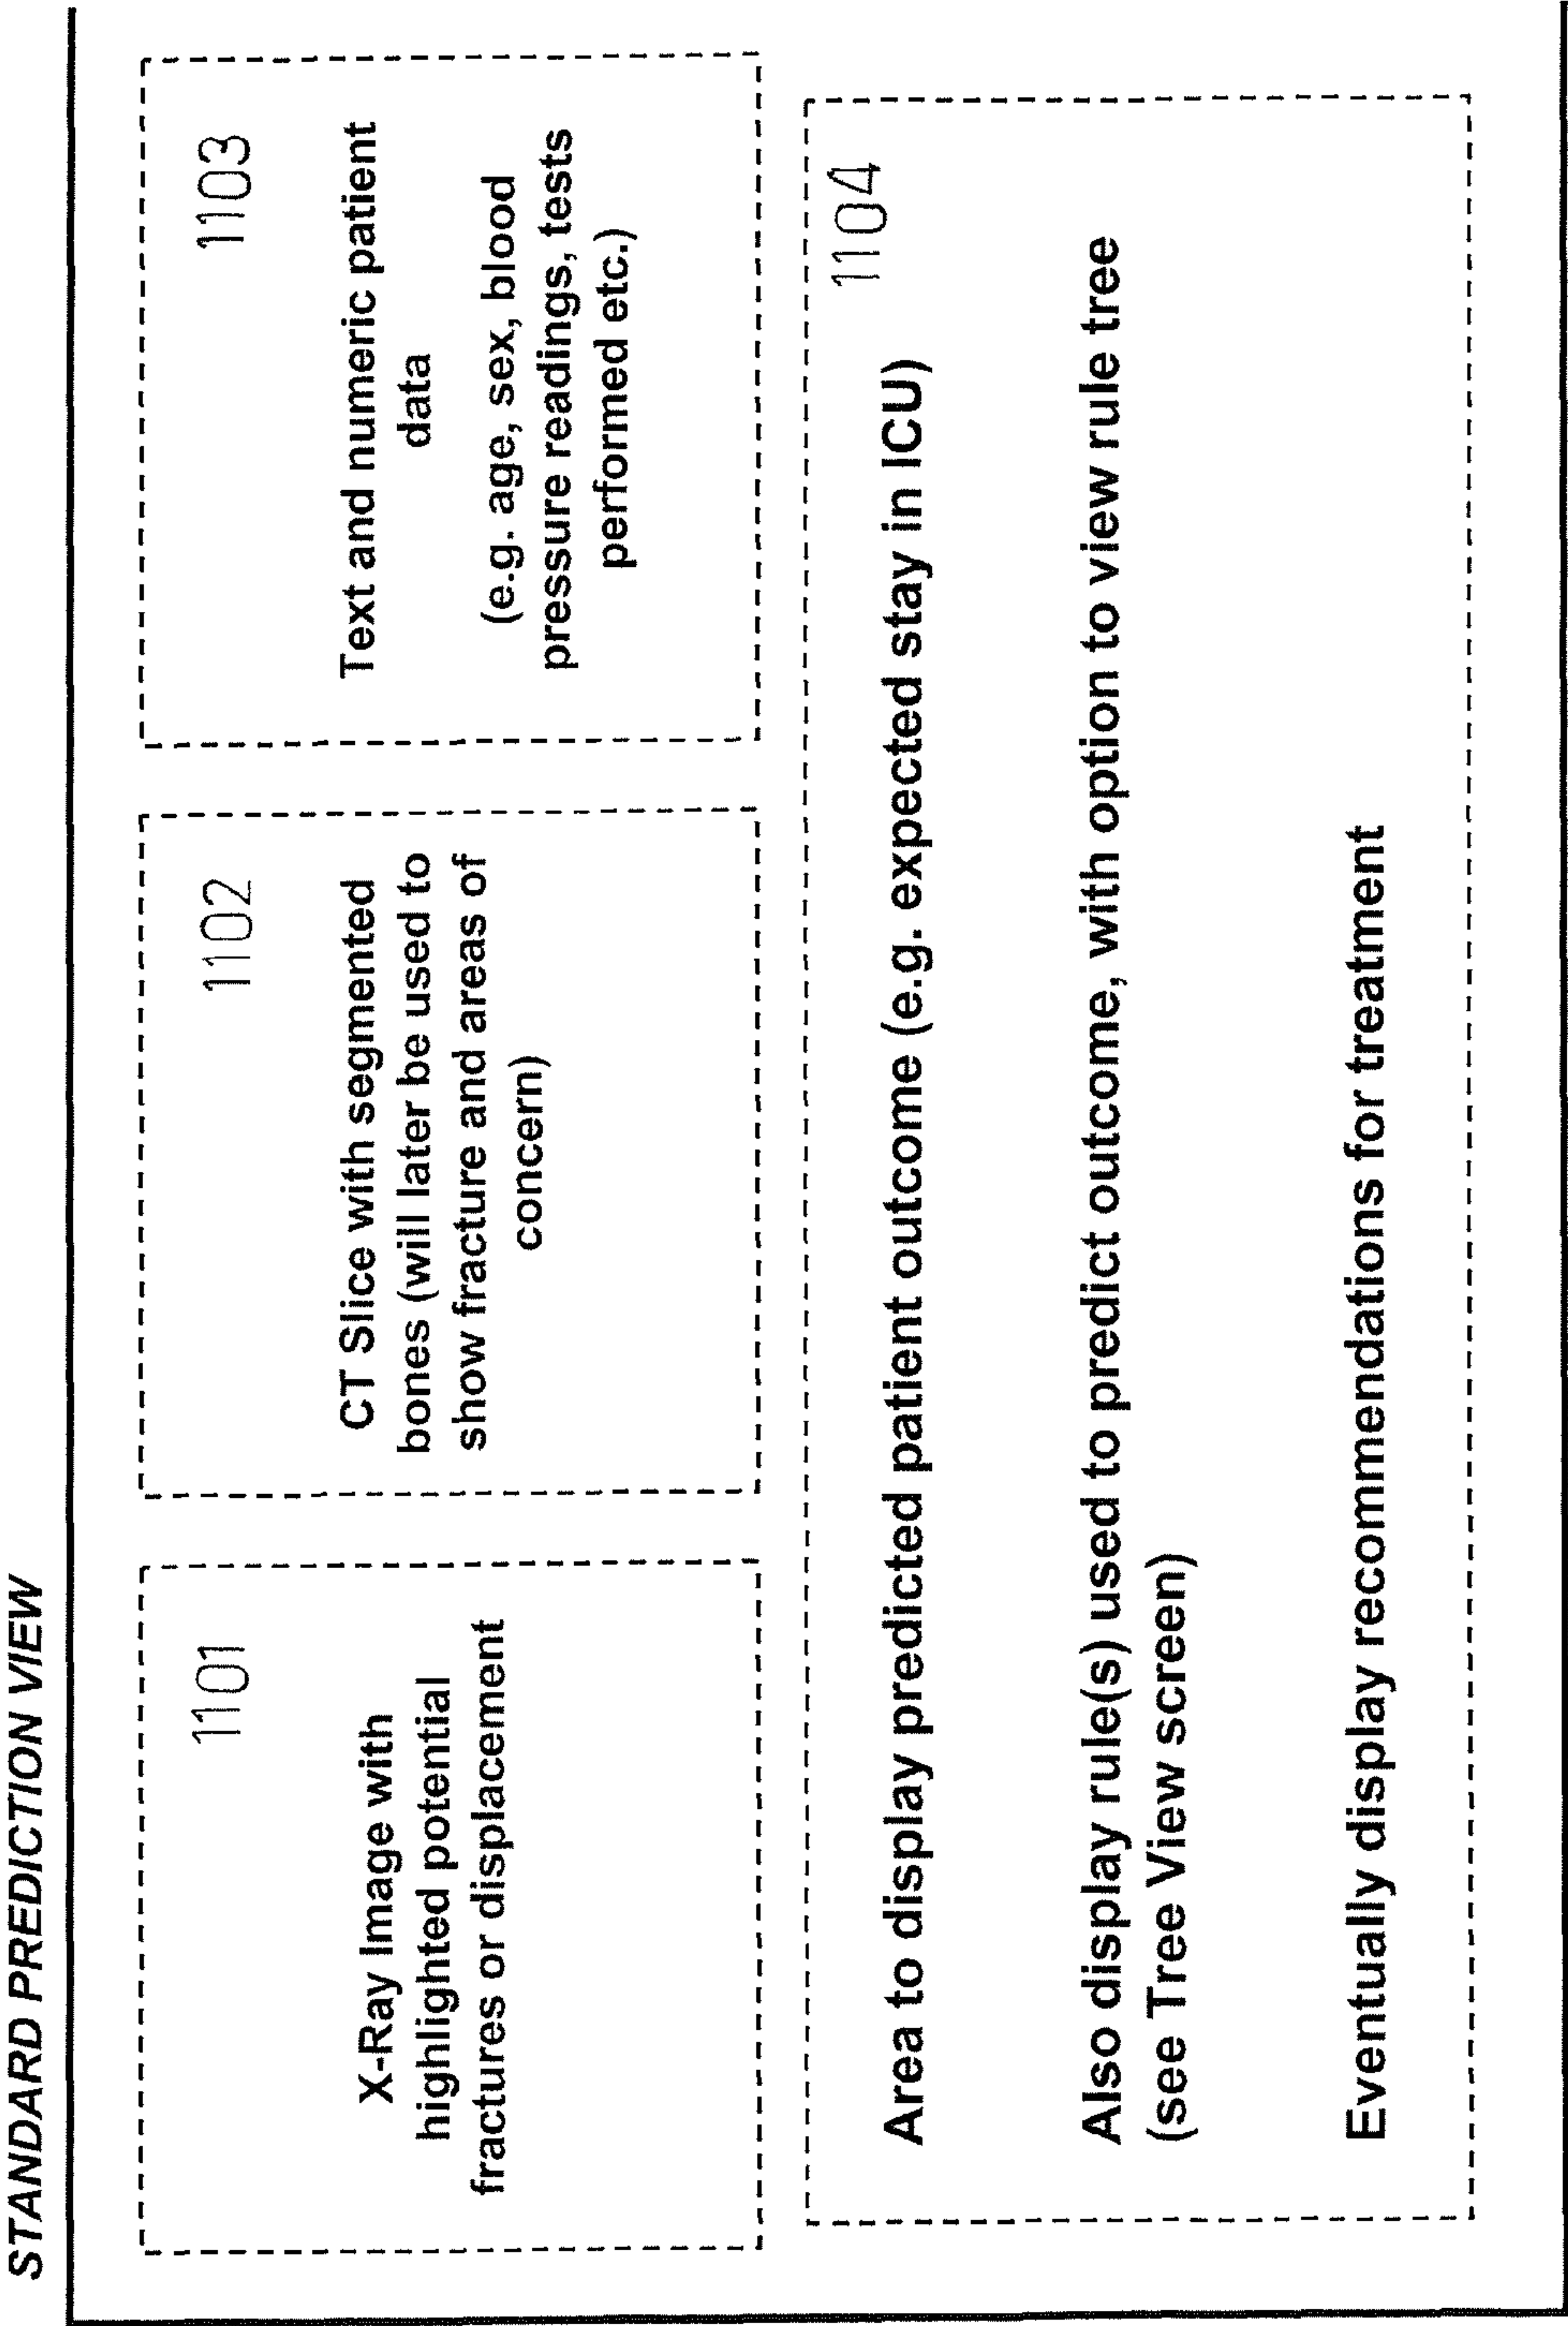 STANDARD PREDICTION VIEW
1101
X-Ray Image with
highlighted potential
fractures or displacement
1102
CT Slice with segmented
bones (will later be used to
show fracture and areas of
concern)
1103
Text and numeric patient
data
(e.g. age, sex, blood
pressure readings, tests
performed etc.)
1104
Area to display predicted patient outcome (e.g. expected stay in ICU)
Also display rule(s) used to predict outcome, with option to view rule tree
(see Tree View screen)
Eventually display recommendations for treatment